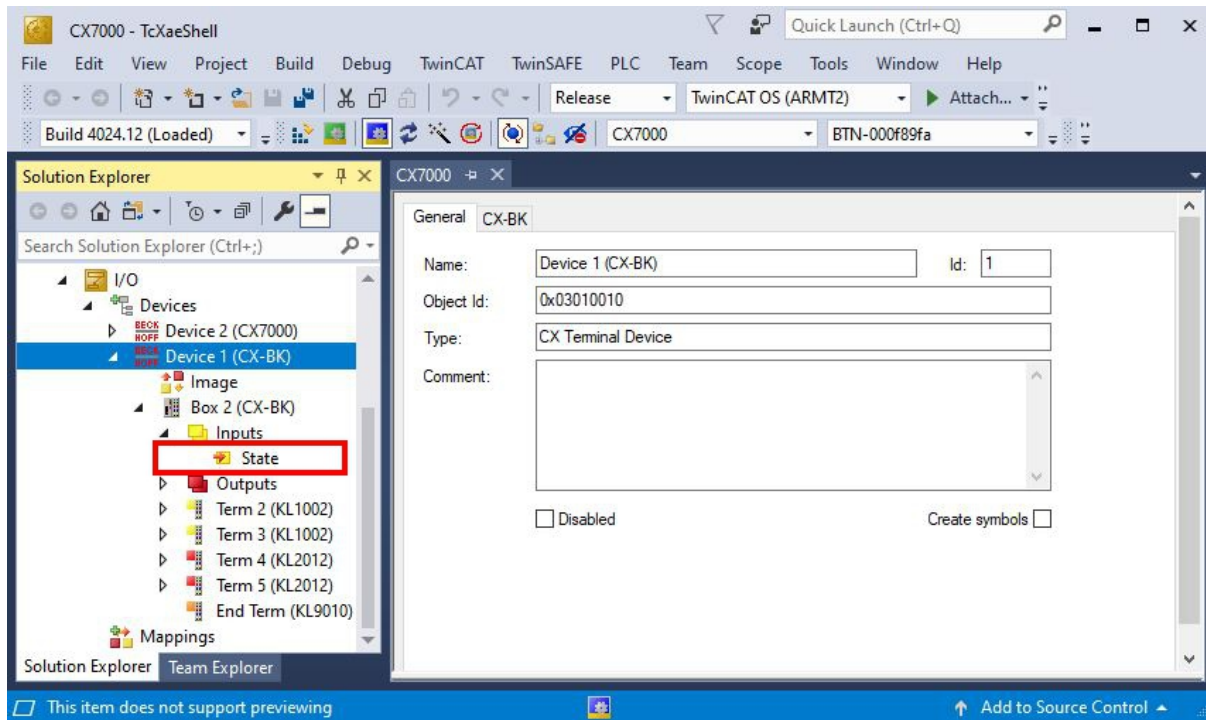 CX7000 - TcXaeShell
Quick Launch (Ctrl+Q)
File Edit View Project Build Debug TwinCAT TwinSAFE PLC Team Scope Tools Window Help
Release TwinCAT OS (ARMT2) Attach...
Build 4024.12 (Loaded) CX7000 BTN-000f89fa
Solution Explorer
Search Solution Explorer (Ctrl+;)
I/O
Devices
BECKHOFF Device 2 (CX7000)
BECKHOFF Device 1 (CX-BK)
Image
Box 2 (CX-BK)
Inputs
State
Outputs
Term 2 (KL1002)
Term 3 (KL1002)
Term 4 (KL2012)
Term 5 (KL2012)
End Term (KL9010)
Mappings
Solution Explorer Team Explorer
CX7000
General CX-BK
Name: Device 1 (CX-BK) Id: 1
Object Id: 0x03010010
Type: CX Terminal Device
Comment:
Disabled Create symbols
This item does not support previewing Add to Source Control